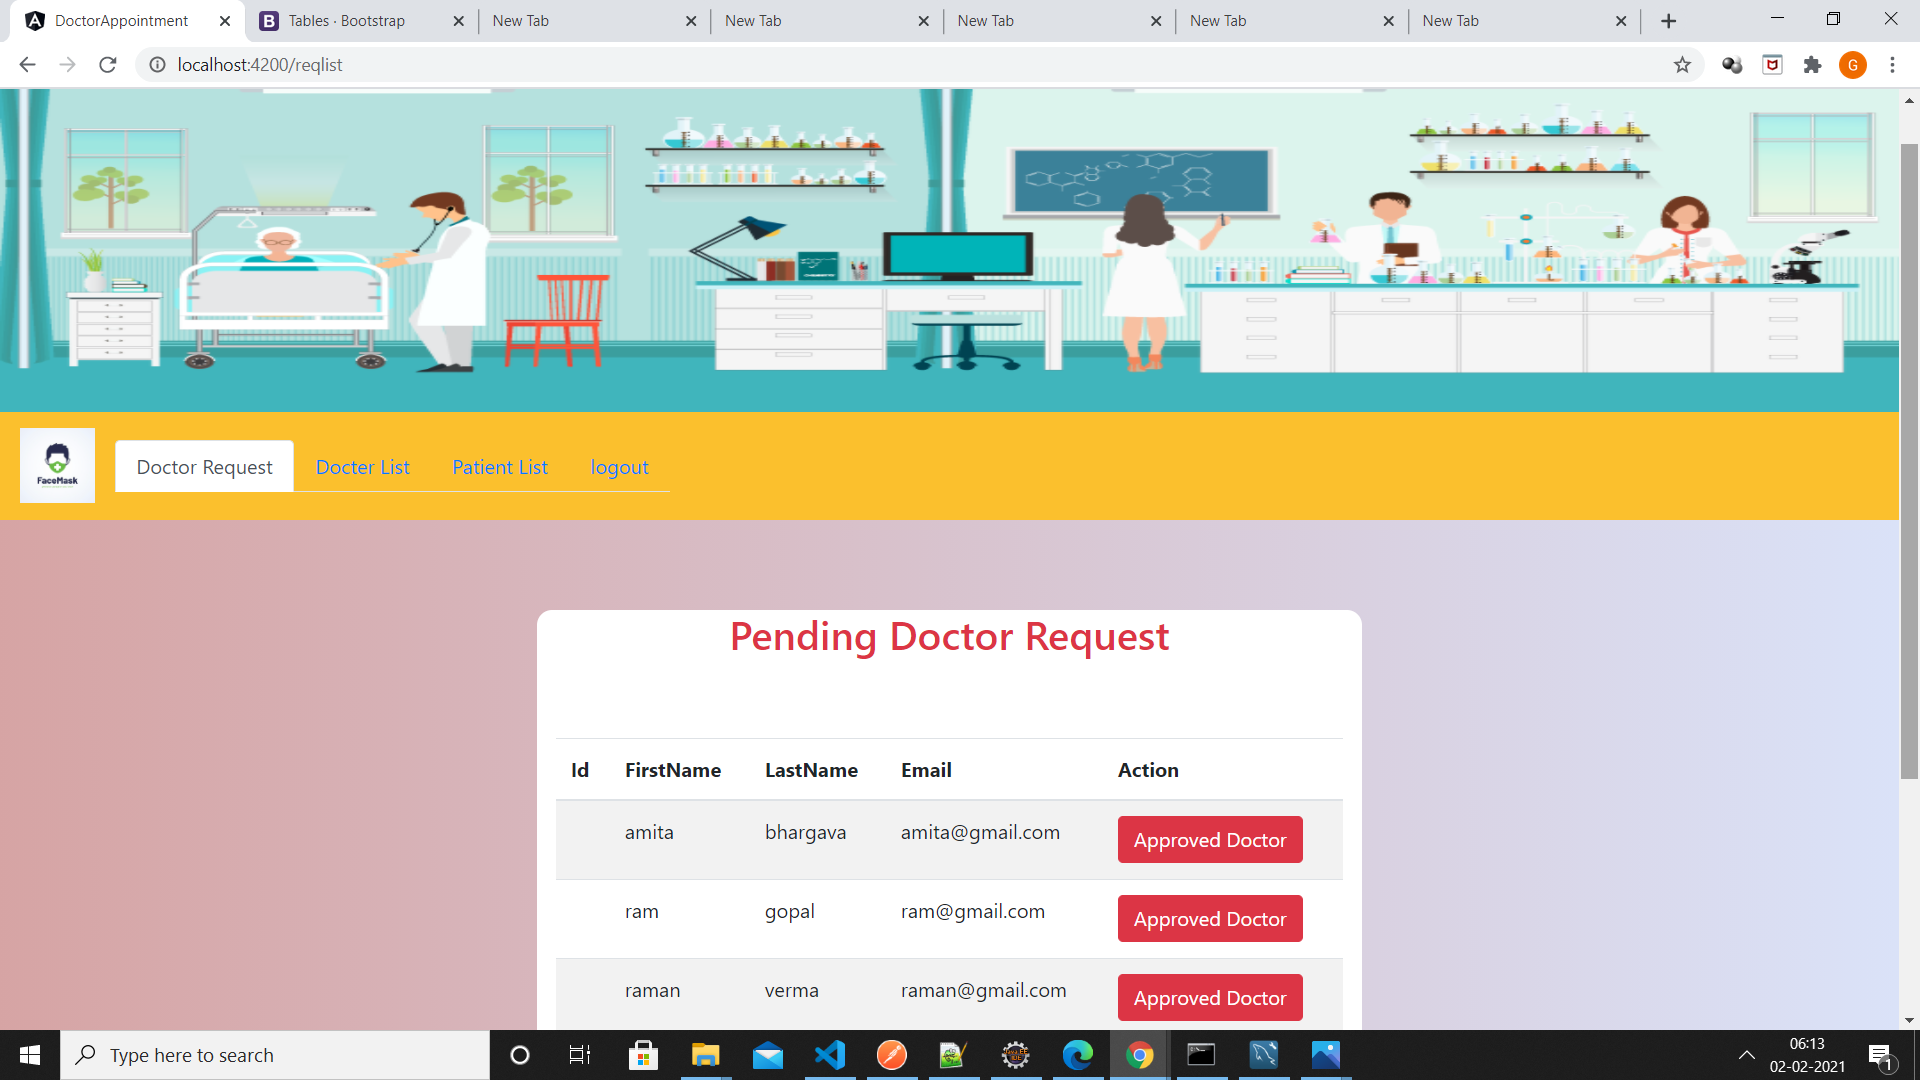 DoctorAppointment
Tables · Bootstrap
New Tab
New Tab
New Tab
New Tab
New Tab
localhost:4200/reqlist
G
FaceMask
Doctor Request
Docter List
Patient List
logout
Pending Doctor Request
Id FirstName LastName Email Action
amita bhargava amita@gmail.com Approved Doctor
ram gopal ram@gmail.com Approved Doctor
raman verma raman@gmail.com Approved Doctor
Type here to search
06:13
02-02-2021
1